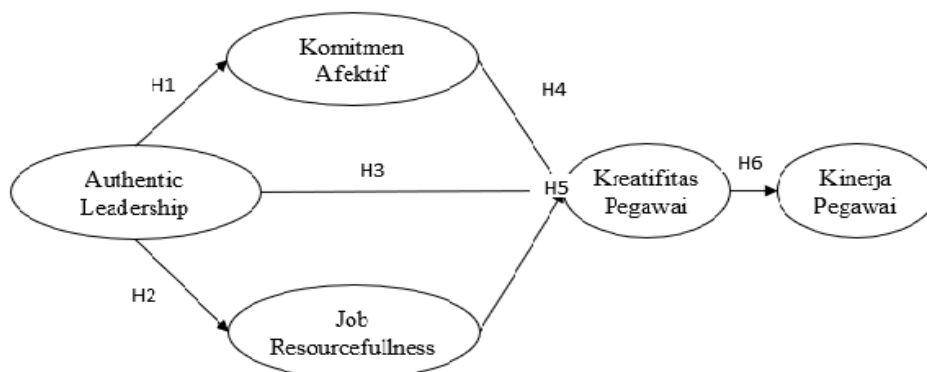 Komitmen
Afektif
H1
H4
Authentic
Leadership
H3
H5
Kreatifitas
Pegawai
H6
Kinerja
Pegawai
H2
Job
Resourcefullness